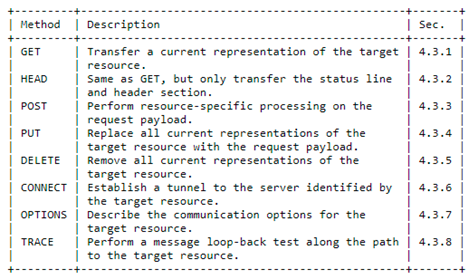 +---------+-------------------------------------------------+-------+
| Method  | Description                                     | Sec.  |
+---------+-------------------------------------------------+-------+
| GET     | Transfer a current representation of the target | 4.3.1 |
|         | resource.                                       |       |
| HEAD    | Same as GET, but only transfer the status line  | 4.3.2 |
|         | and header section.                             |       |
| POST    | Perform resource-specific processing on the     | 4.3.3 |
|         | request payload.                                |       |
| PUT     | Replace all current representations of the      | 4.3.4 |
|         | target resource with the request payload.       |       |
| DELETE  | Remove all current representations of the       | 4.3.5 |
|         | target resource.                                |       |
| CONNECT | Establish a tunnel to the server identified by  | 4.3.6 |
|         | the target resource.                            |       |
| OPTIONS | Describe the communication options for the      | 4.3.7 |
|         | target resource.                                |       |
| TRACE   | Perform a message loop-back test along the path | 4.3.8 |
|         | to the target resource.                         |       |
+---------+-------------------------------------------------+-------+